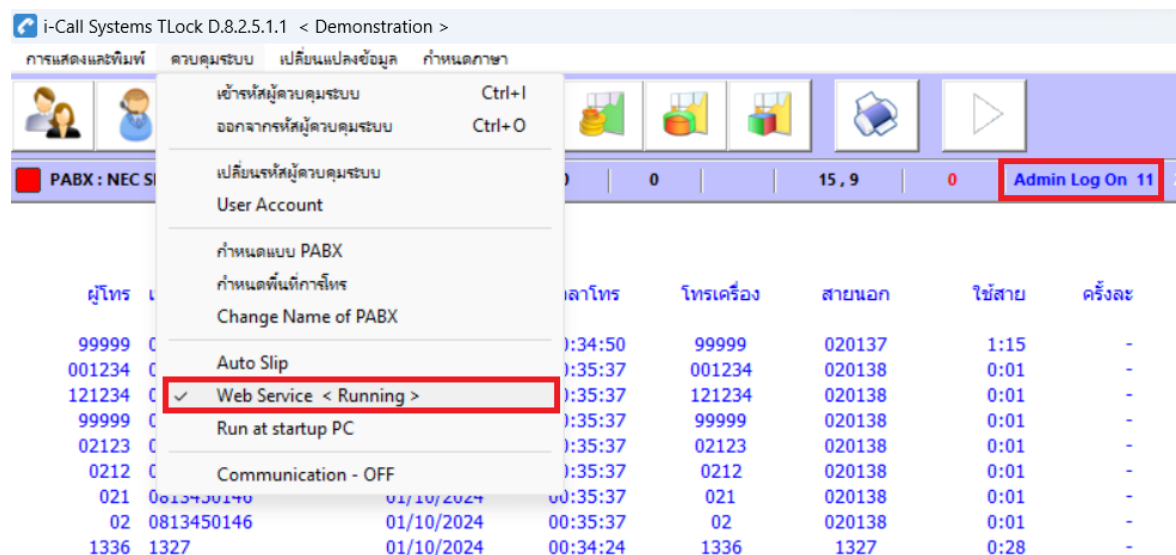 i-Call Systems TLock D.8.2.5.1.1 < Demonstration >
การแสดงและพิมพ์ ควบคุมระบบ เปลี่ยนแปลงข้อมูล กำหนดภาษา
เข้ารหัสผู้ควบคุมระบบ Ctrl+I
ออกจากรหัสผู้ควบคุมระบบ Ctrl+O
เปลี่ยนรหัสผู้ควบคุมระบบ
PABX : NEC 0 15 , 9 0 Admin Log On 11
User Account
กำหนดแบบ PABX
กำหนดพื้นที่การโทร
ผู้โทร โทรเครื่อง สายนอก ใช้สาย ครั้งละ
Change Name of PABX
99999 :34:50 99999 020137 1:15 -
Auto Slip
001234 :35:37 001234 020138 0:01 -
121234 ✓ Web Service < Running > :35:37 121234 020138 0:01 -
99999 :35:37 99999 020138 0:01 -
Run at startup PC
02123 :35:37 02123 020138 0:01 -
0212 :35:37 0212 020138 0:01 -
Communication - OFF
021 0813450146 01/10/2024 00:35:37 021 020138 0:01 -
02 0813450146 01/10/2024 00:35:37 02 020138 0:01 -
1336 1327 01/10/2024 00:34:24 1336 1327 0:28 -